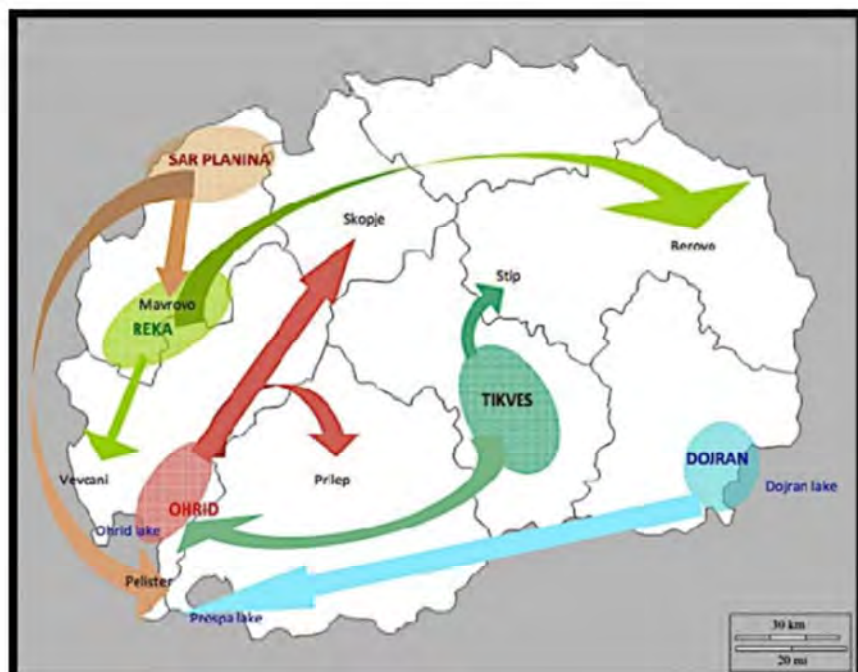 SAR PLANINA
Skopje
Berovo
Stip
Mavrovo
REKA
TIKVES
DOJRAN
Vevcani
Prilep
Dojran lake
OHRID
Ohrid lake
Pelister
Prespa lake
30 km
20 mi